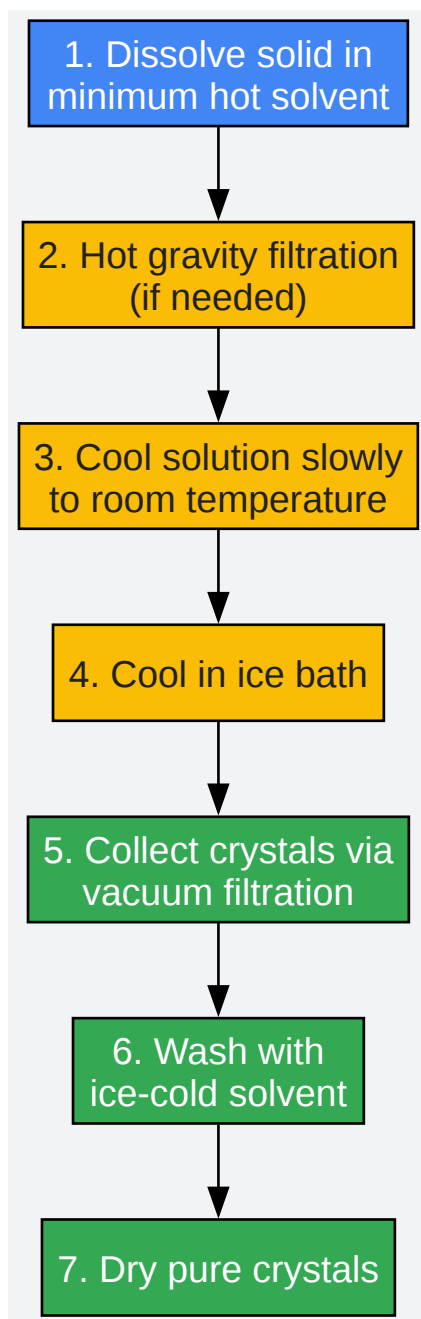 1. Dissolve solid in
minimum hot solvent
2. Hot gravity filtration
(if needed)
3. Cool solution slowly
to room temperature
4. Cool in ice bath
5. Collect crystals via
vacuum filtration
6. Wash with
ice-cold solvent
7. Dry pure crystals